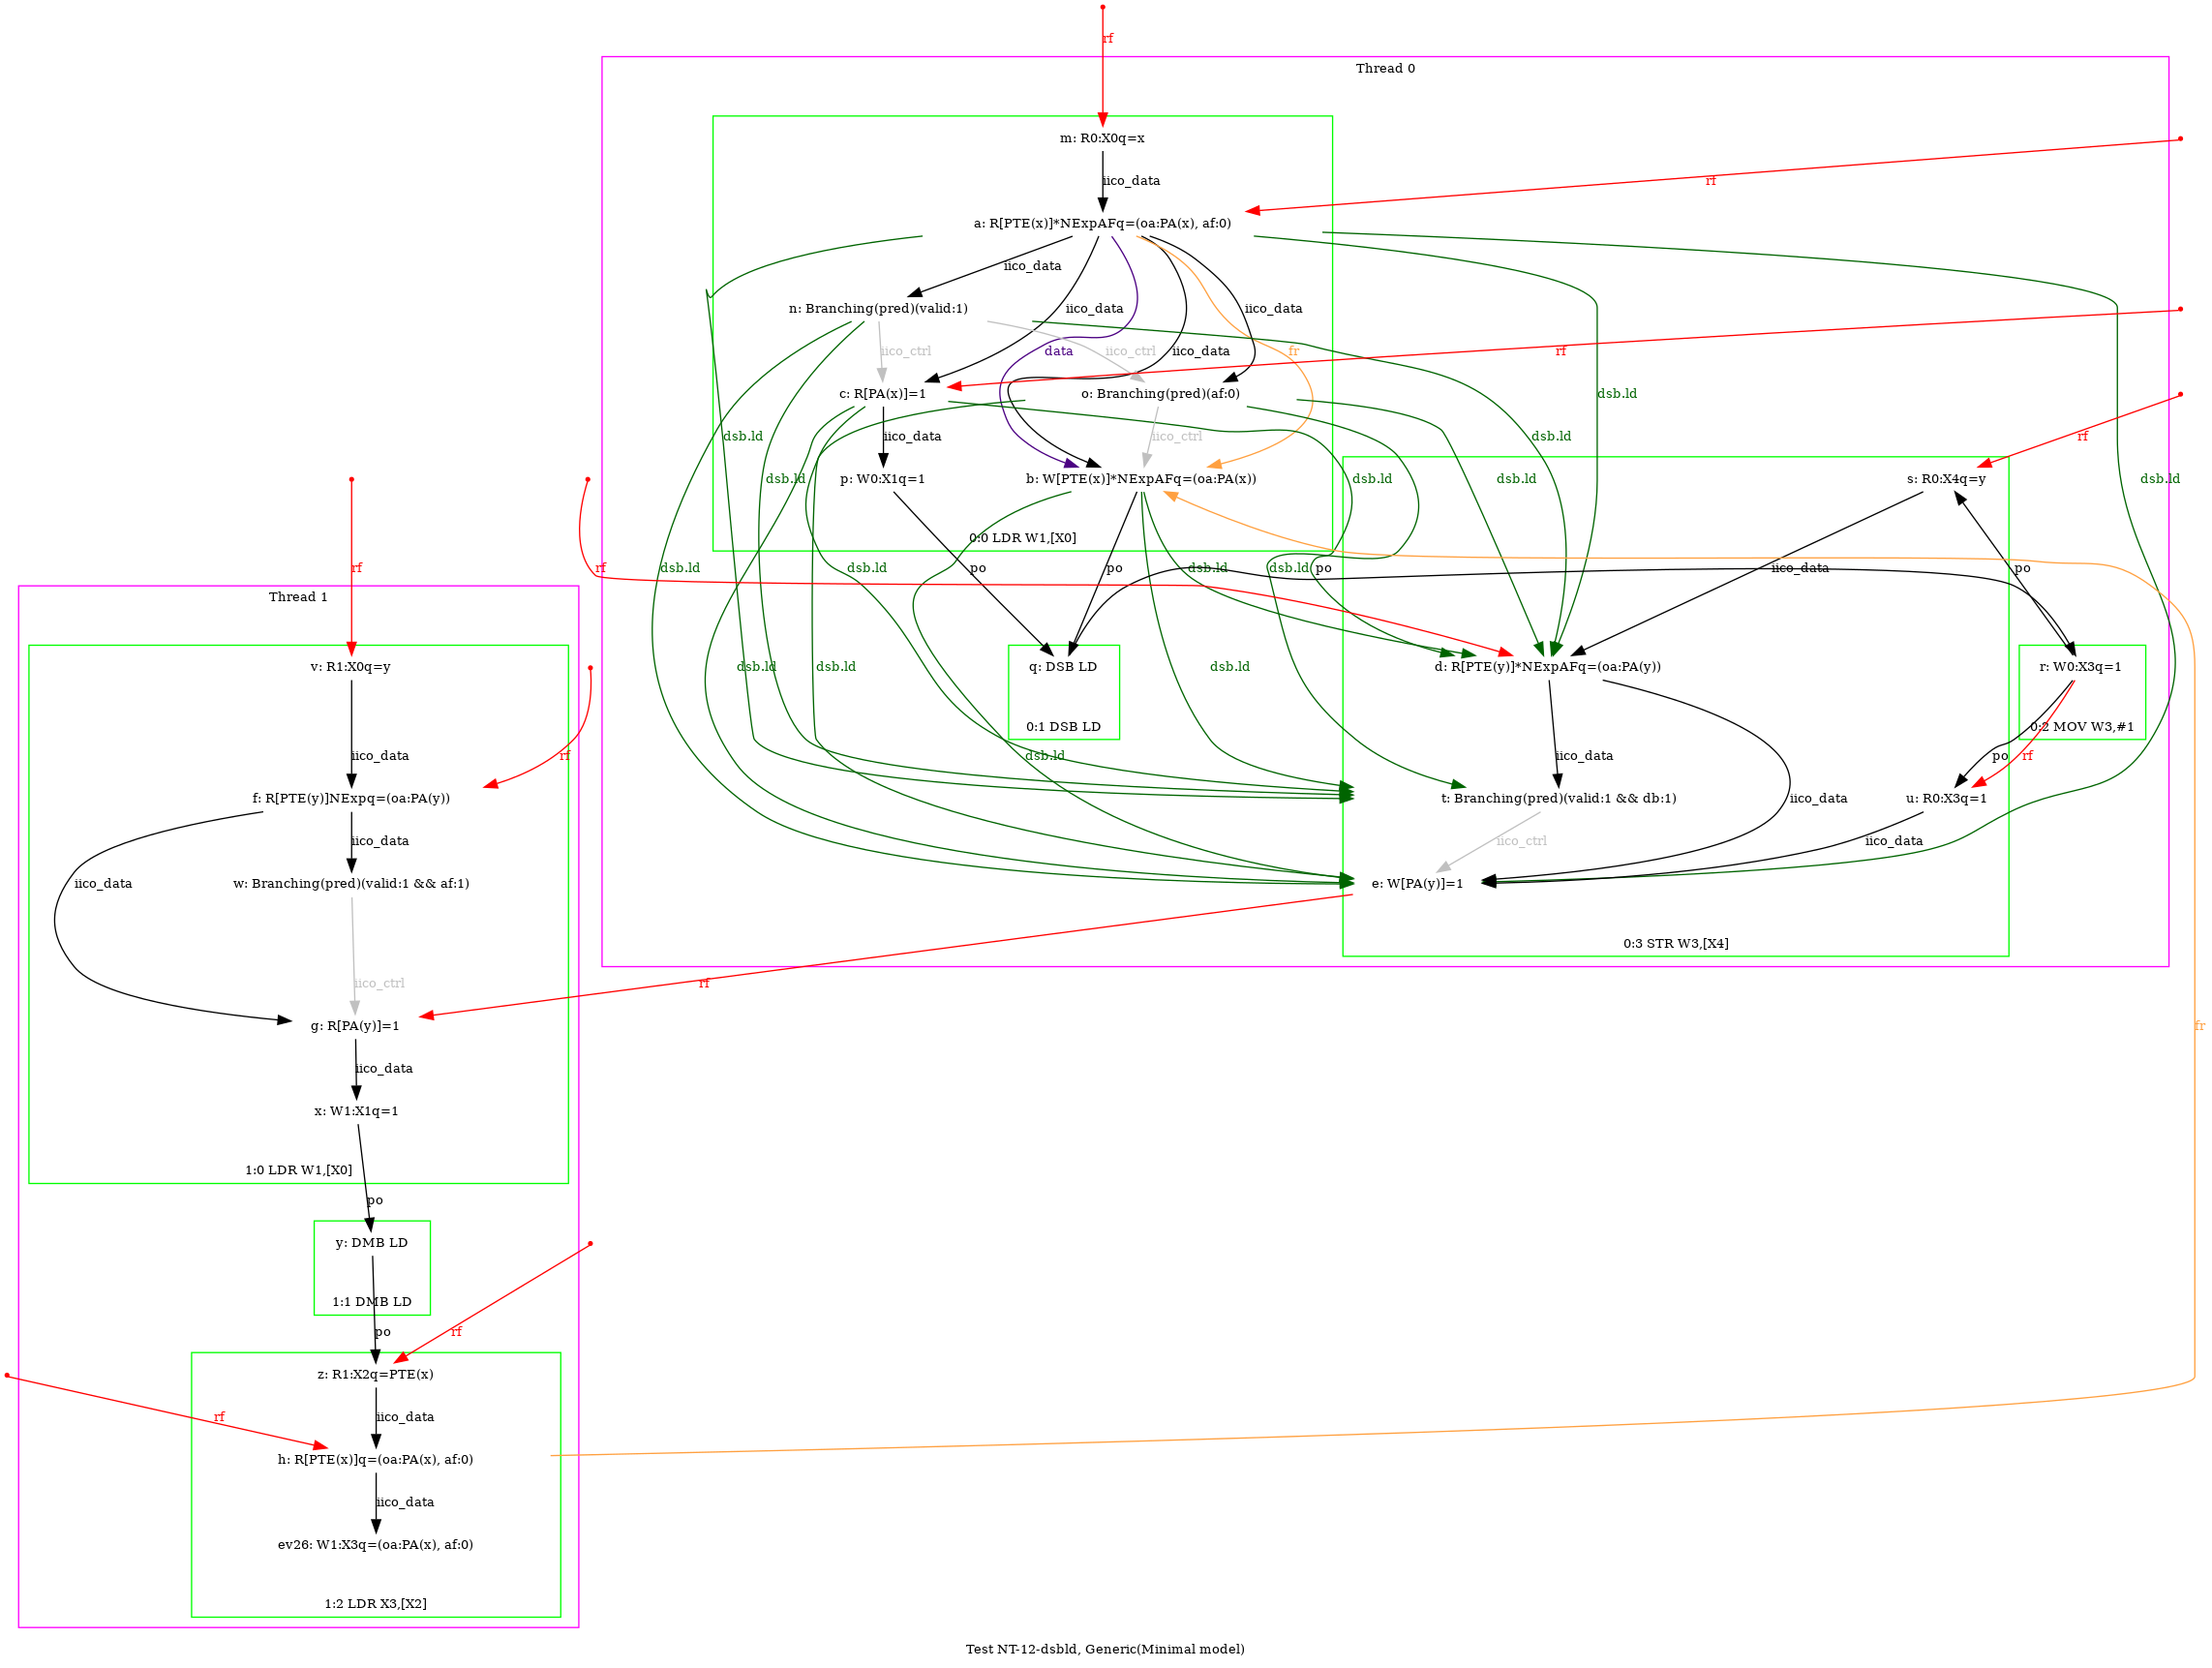 rf
Thread 0
m: R0:X0q=x
rf
iico_data
a: R[PTE(x)]*NExpAFq=(oa:PA(x), af:0)
iico_data
n: Branching(pred)(valid:1)
iico_data
iico_data
rf
iico_ctrl
data
iico_ctrl
iico_data
fr
dsb.ld
c: R[PA(x)]=1
o: Branching(pred)(af:0)
rf
dsb.ld
iico_data
iico_ctrl
dsb.ld
dsb.ld
p: W0:X1q=1
b: W[PTE(x)]*NExpAFq=(oa:PA(x))
dsb.ld
dsb.ld
dsb.ld
s: R0:X4q=y
0:0 LDR W1,[X0]
rf
rf
dsb.ld
dsb.ld
po
po
dsb.ld
dsb.ld
po
iico_data
po
Thread 1
v: R1:X0q=y
dsb.ld
dsb.ld
q: DSB LD
dsb.ld
d: R[PTE(y)]*NExpAFq=(oa:PA(y))
r: W0:X3q=1
0:1 DSB LD
0:2 MOV W3,#1
iico_data
rf
dsb.ld
iico_data
po
rf
f: R[PTE(y)]NExpq=(oa:PA(y))
t: Branching(pred)(valid:1 && db:1)
iico_data
u: R0:X3q=1
iico_data
iico_ctrl
iico_data
iico_data
w: Branching(pred)(valid:1 && af:1)
e: W[PA(y)]=1
0:3 STR W3,[X4]
iico_ctrl
rf
g: R[PA(y)]=1
fr
iico_data
x: W1:X1q=1
1:0 LDR W1,[X0]
po
y: DMB LD
1:1 DMB LD
po
rf
z: R1:X2q=PTE(x)
rf
iico_data
h: R[PTE(x)]q=(oa:PA(x), af:0)
iico_data
ev26: W1:X3q=(oa:PA(x), af:0)
1:2 LDR X3,[X2]
Test NT-12-dsbld, Generic(Minimal model)